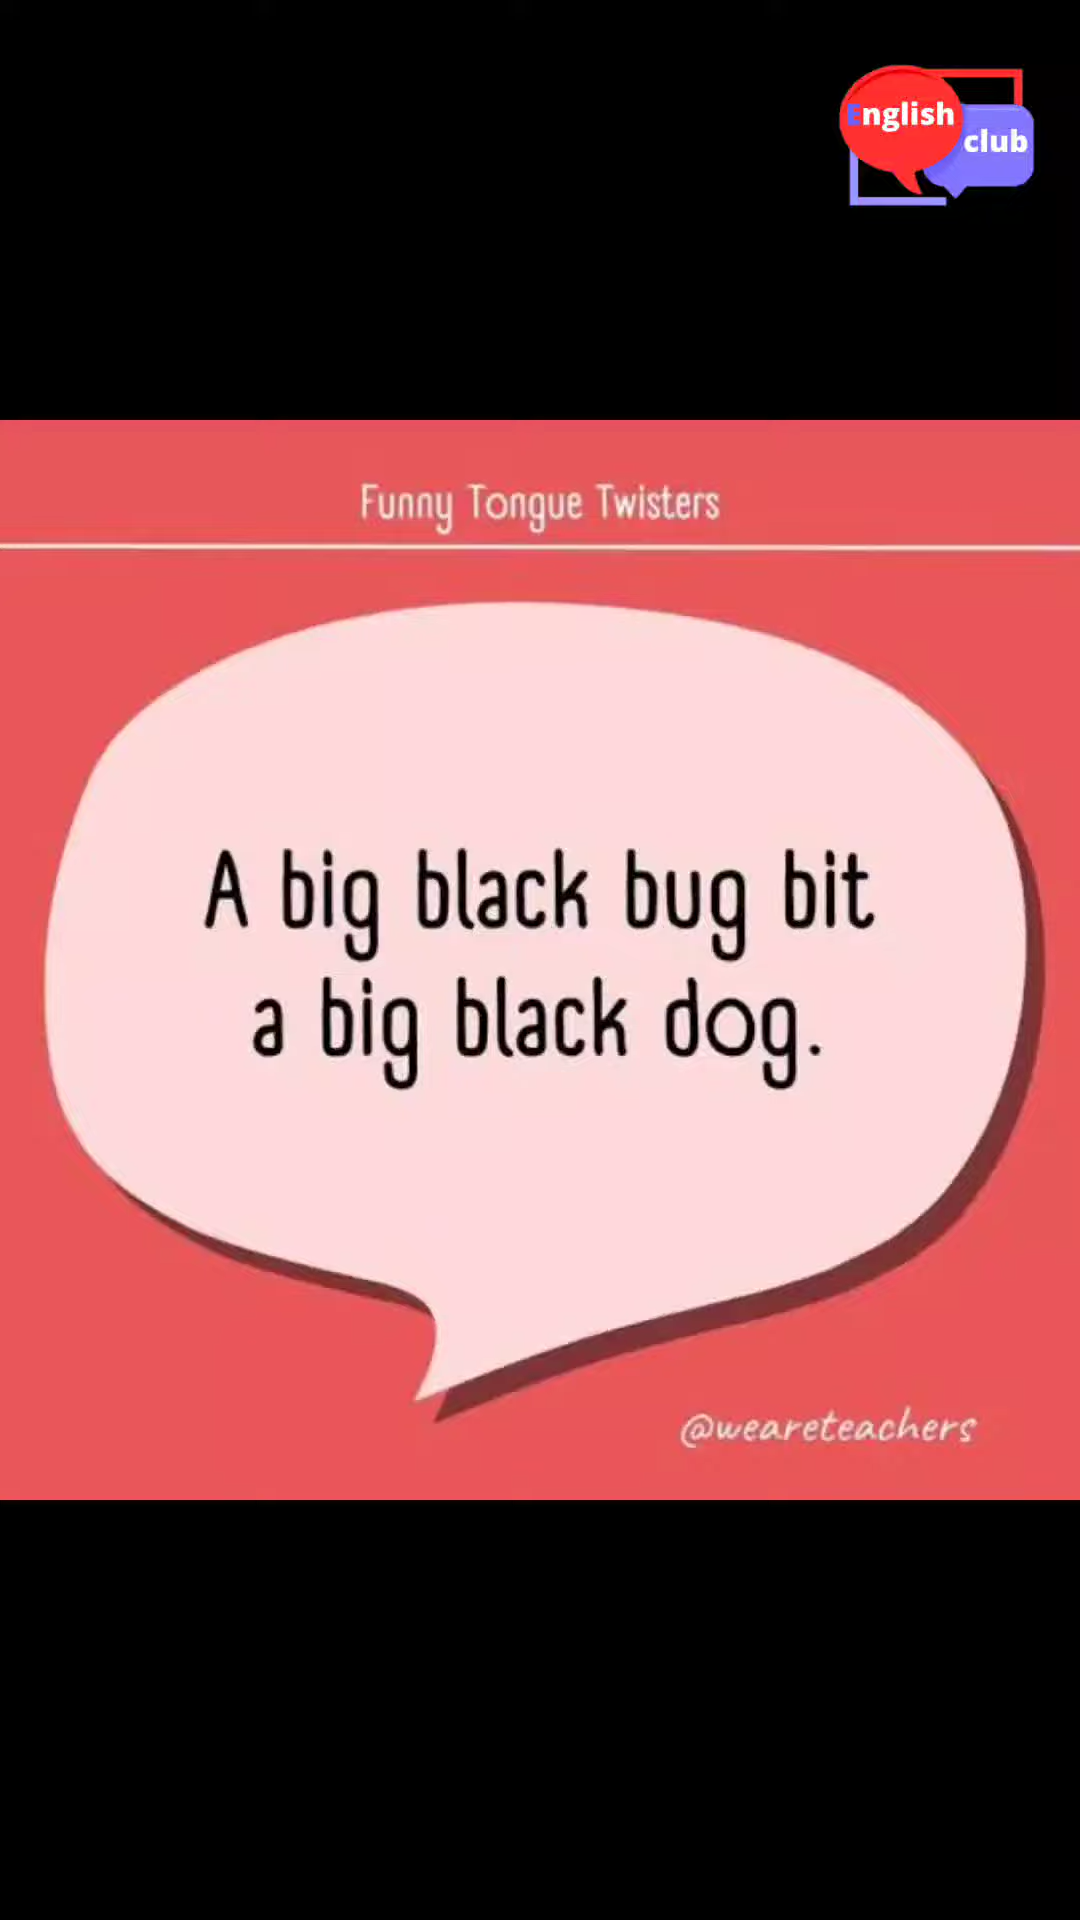 English
club
Funny Tongue Twisters
A big black bug bit
a big black dog.
@weareteachers